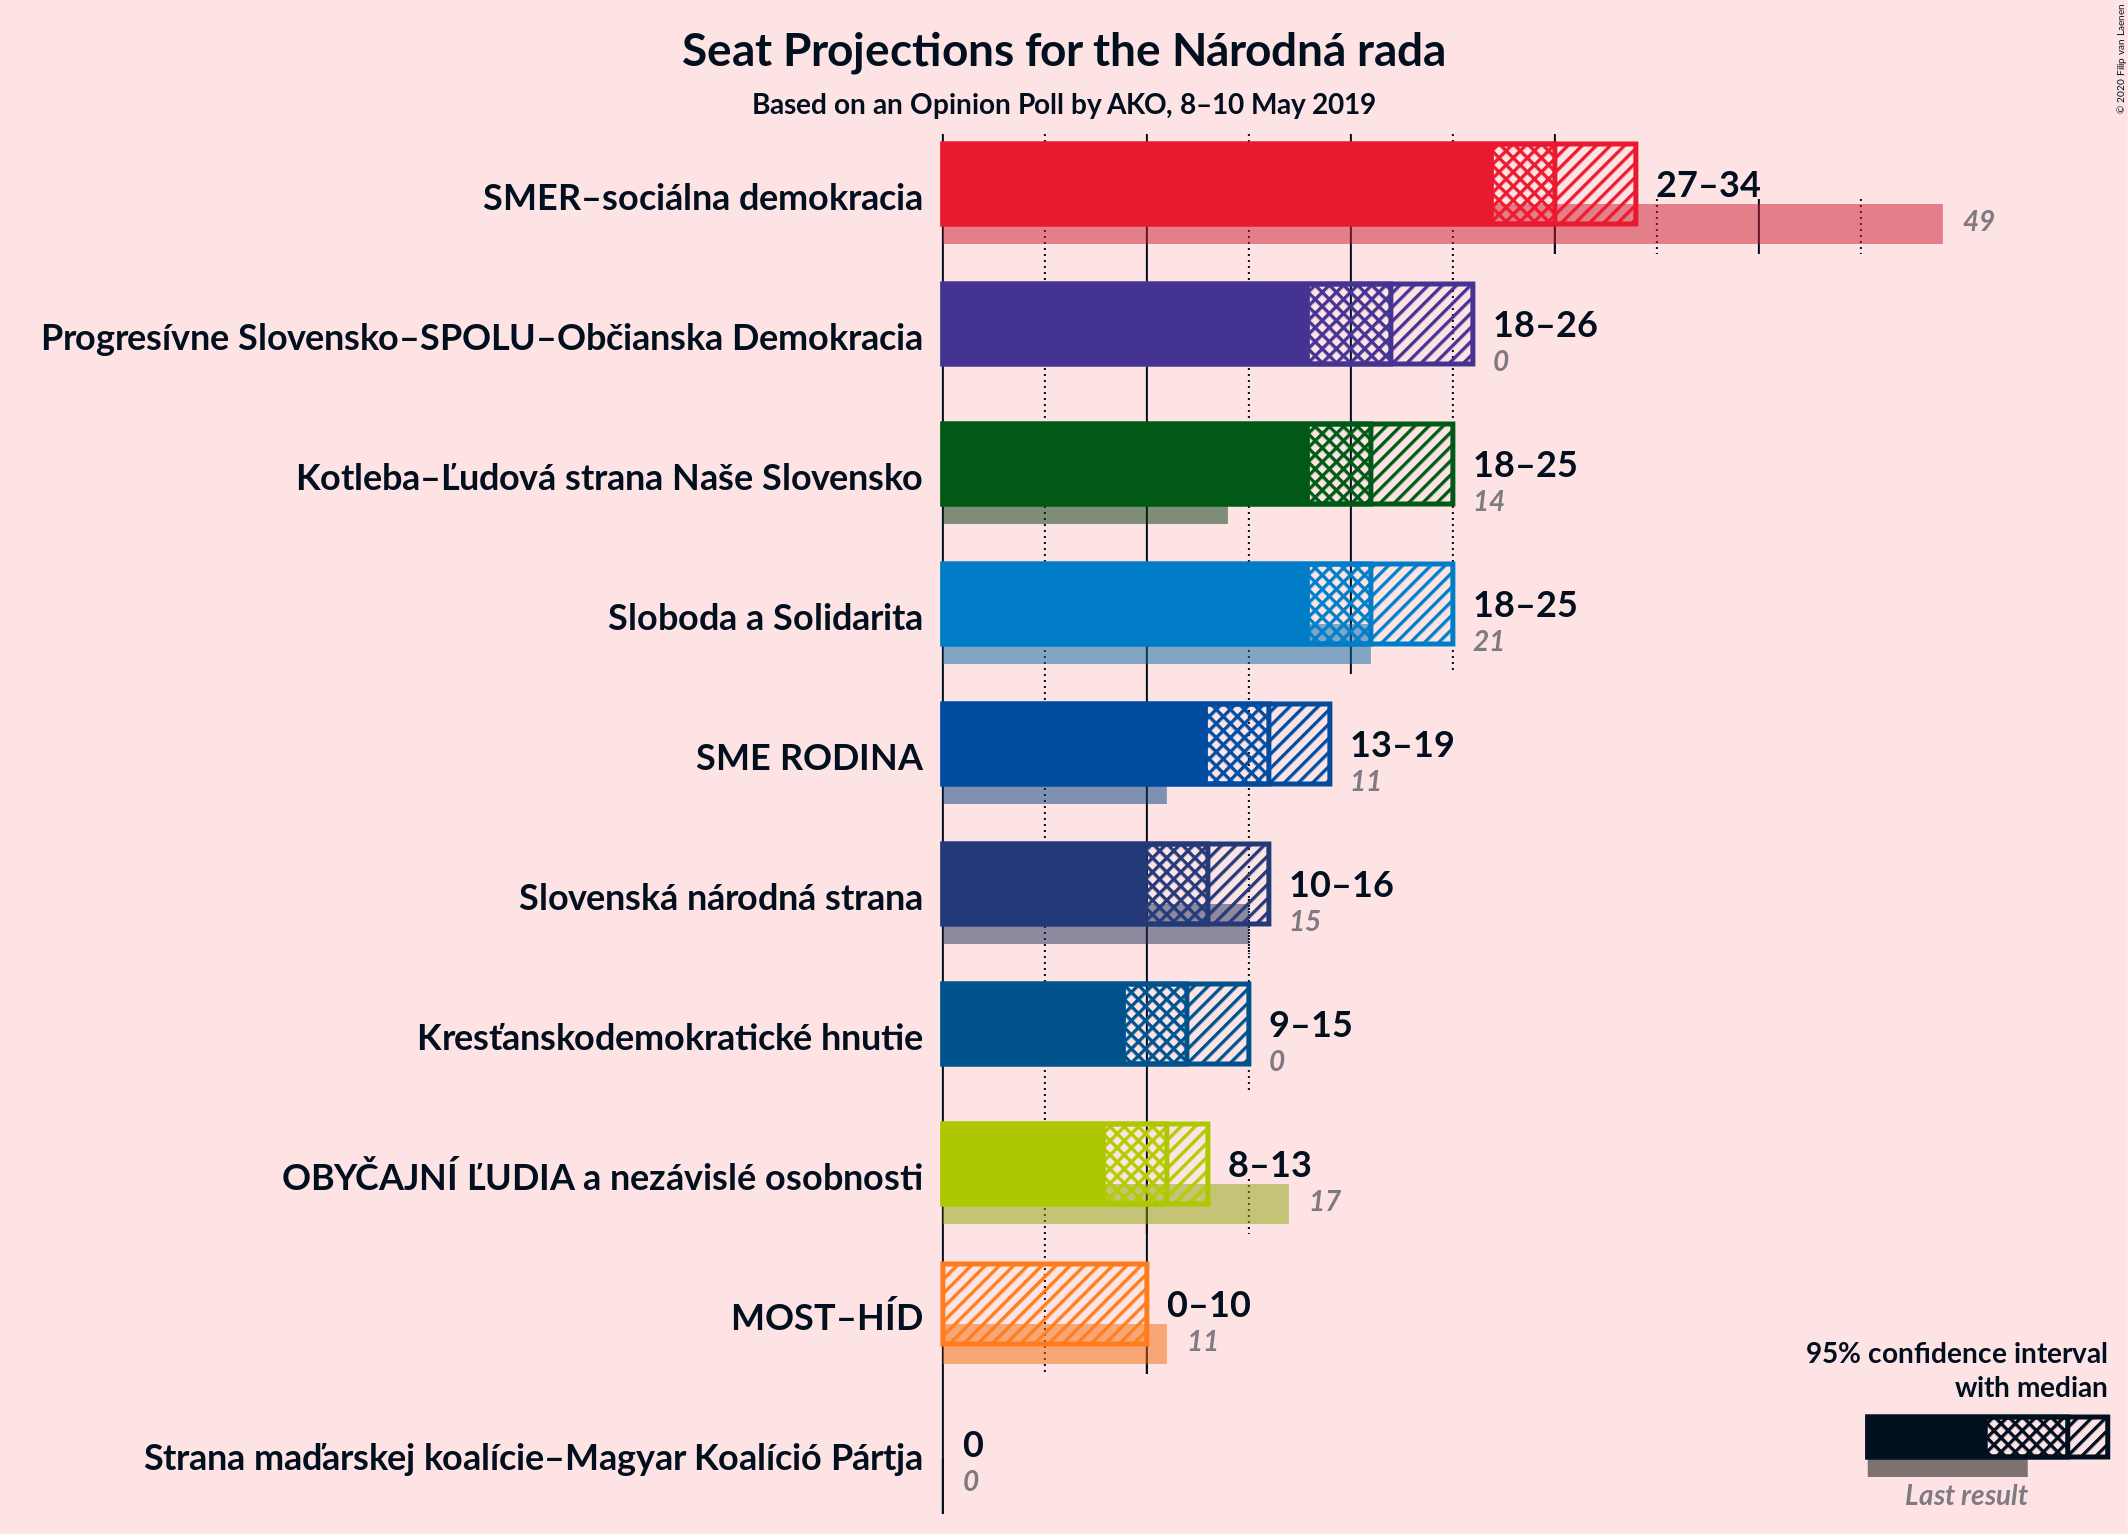 Seat Projections for the Národná rada
Based on an Opinion Poll by AKO, 8–10 May 2019
© 2020 Filip van Laenen
SMER–sociálna demokracia
27–34
49
Progresívne Slovensko–SPOLU–Občianska Demokracia
18–26
0
Kotleba–Ľudová strana Naše Slovensko
18–25
14
Sloboda a Solidarita
18–25
21
SME RODINA
13–19
11
Slovenská národná strana
10–16
15
Kresťanskodemokratické hnutie
9–15
0
OBYČAJNÍ ĽUDIA a nezávislé osobnosti
8–13
17
MOST–HÍD
0–10
11
Strana maďarskej koalície–Magyar Koalíció Pártja
0
0
95% confidence interval
with median
Last result